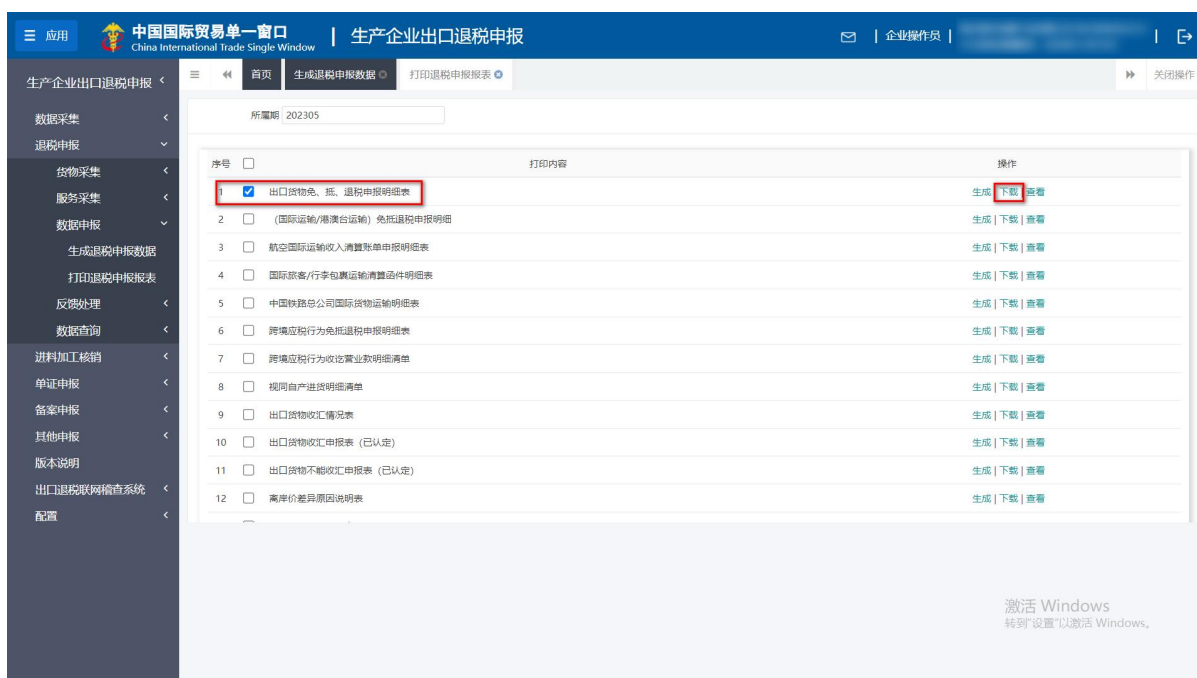 应用 中国国际贸易单一窗口 | 生产企业出口退税申报 | 企业操作员 |
China International Trade Single Window
生产企业出口退税申报
首页 生成退税申报数据 打印退税申报报表 关闭操作
数据采集
退税申报
货物采集
服务采集
数据申报
生成退税申报数据
打印退税申报报表
反馈处理
数据查询
进料加工核销
单证申报
备案申报
其他申报
版本说明
出口退税联网稽查系统
配置
所属期 202305
序号 打印内容 操作
1 出口货物免、抵、退税申报明细表 生成 | 下载 | 查看
2 （国际运输/港澳台运输）免抵退税申报明细 生成 | 下载 | 查看
3 航空国际运输收入清算账单申报明细表 生成 | 下载 | 查看
4 国际旅客/行李包裹运输清算函件明细表 生成 | 下载 | 查看
5 中国铁路总公司国际货物运输明细表 生成 | 下载 | 查看
6 跨境应税行为免抵退税申报明细表 生成 | 下载 | 查看
7 跨境应税行为收讫营业款明细清单 生成 | 下载 | 查看
8 视同自产进货明细清单 生成 | 下载 | 查看
9 出口货物收汇情况表 生成 | 下载 | 查看
10 出口货物收汇申报表（已认定） 生成 | 下载 | 查看
11 出口货物不能收汇申报表（已认定） 生成 | 下载 | 查看
12 离岸价差异原因说明表 生成 | 下载 | 查看
激活 Windows
转到"设置"以激活 Windows。